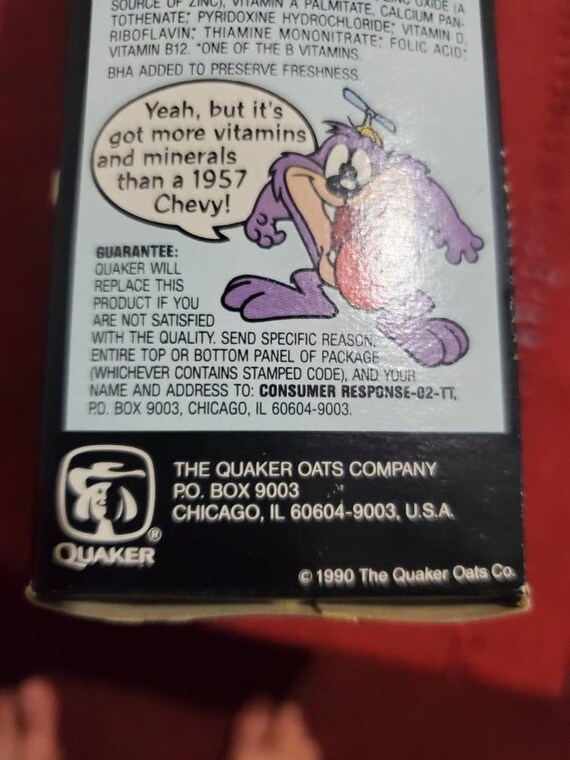 SOURCE OF ZINC), VITAMIN A PALMITATE, CALCIUM PAN-
TOTHENATE,* PYRIDOXINE HYDROCHLORIDE,* VITAMIN D,
RIBOFLAVIN,* THIAMINE MONONITRATE,* FOLIC ACID,*
VITAMIN B12. *ONE OF THE B VITAMINS.
BHA ADDED TO PRESERVE FRESHNESS.
Yeah, but it's
got more vitamins
and minerals
than a 1957
Chevy!
GUARANTEE:
QUAKER WILL
REPLACE THIS
PRODUCT IF YOU
ARE NOT SATISFIED
WITH THE QUALITY. SEND SPECIFIC REASON,
ENTIRE TOP OR BOTTOM PANEL OF PACKAGE
(WHICHEVER CONTAINS STAMPED CODE), AND YOUR
NAME AND ADDRESS TO: CONSUMER RESPONSE-02-TT,
P.O. BOX 9003, CHICAGO, IL 60604-9003.
THE QUAKER OATS COMPANY
P.O. BOX 9003
CHICAGO, IL 60604-9003, U.S.A.
®
QUAKER
© 1990 The Quaker Oats Co.